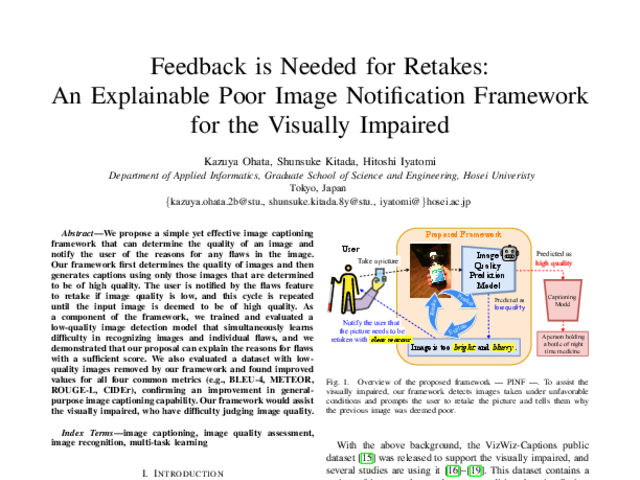 Feedback is Needed for Retakes:
An Explainable Poor Image Notification Framework
for the Visually Impaired
Kazuya Ohata, Shunsuke Kitada, Hitoshi Iyatomi
Department of Applied Informatics, Graduate School of Science and Engineering, Hosei Univeristy
Tokyo, Japan
{kazuya.ohata.2b@stu., shunsuke.kitada.8y@stu., iyatomi@}hosei.ac.jp
Abstract—We propose a simple yet effective image captioning
framework that can determine the quality of an image and
notify the user of the reasons for any flaws in the image.
Our framework first determines the quality of images and then
generates captions using only those images that are determined
to be of high quality. The user is notified by the flaws feature
to retake if image quality is low, and this cycle is repeated
until the input image is deemed to be of high quality. As
a component of the framework, we trained and evaluated a
low-quality image detection model that simultaneously learns
difficulty in recognizing images and individual flaws, and we
demonstrated that our proposal can explain the reasons for flaws
with a sufficient score. We also evaluated a dataset with low-
quality images removed by our framework and found improved
values for all four common metrics (e.g., BLEU-4, METEOR,
ROUGE-L, CIDEr), confirming an improvement in general-
purpose image captioning capability. Our framework would assist
the visually impaired, who have difficulty judging image quality.
Index Terms—image captioning, image quality assessment,
image recognition, multi-task learning
I. INTRODUCTION
Proposed Framework
User
Take a picture
Image
Quality
Prediction
Model
Predicted as
high quality
Predicted as
low quality
Captioning
Model
Notify the user that
the picture needs to be
retaken with clear reasons
Image is too bright and blurry.
A person holding
a bottle of night
time medicine
Fig. 1. Overview of the proposed framework — PINF —. To assist the
visually impaired, our framework detects images taken under unfavorable
conditions and prompts the user to retake the picture and tells them why
the previous image was deemed poor.
With the above background, the VizWiz-Captions public
dataset [15] was released to support the visually impaired, and
several studies are using it [16]–[19]. This dataset contains a